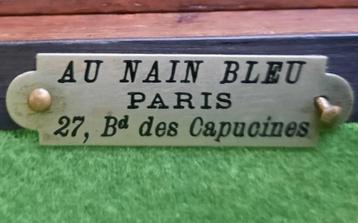 AU NAIN BLEU
PARIS
27, Bd des Capucines